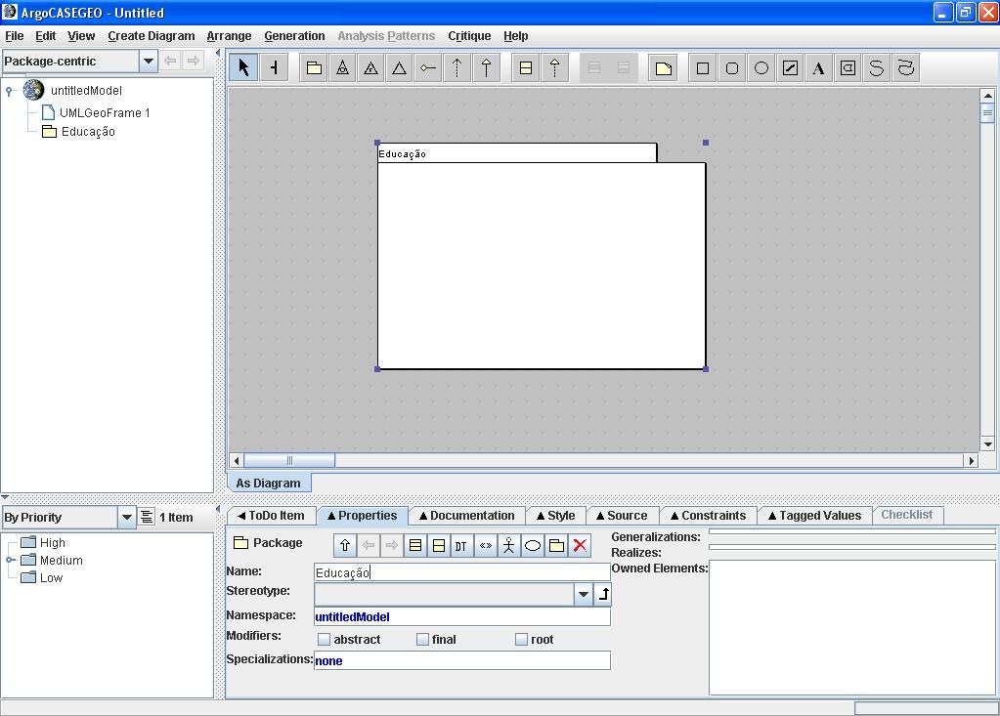 ArgoCASEGEO - Untitled
File Edit View Create Diagram Arrange Generation Analysis Patterns Critique Help
Package-centric
A
untitledModel
UMLGeoFrame 1
Educação
Educação
As Diagram
By Priority 1 Item
High
Medium
Low
ToDo Item Properties Documentation Style Source Constraints Tagged Values Checklist
Package
DT
Name: Educação
Stereotype:
Namespace: untitledModel
Modifiers: abstract final root
Specializations: none
Generalizations:
Realizes:
Owned Elements: